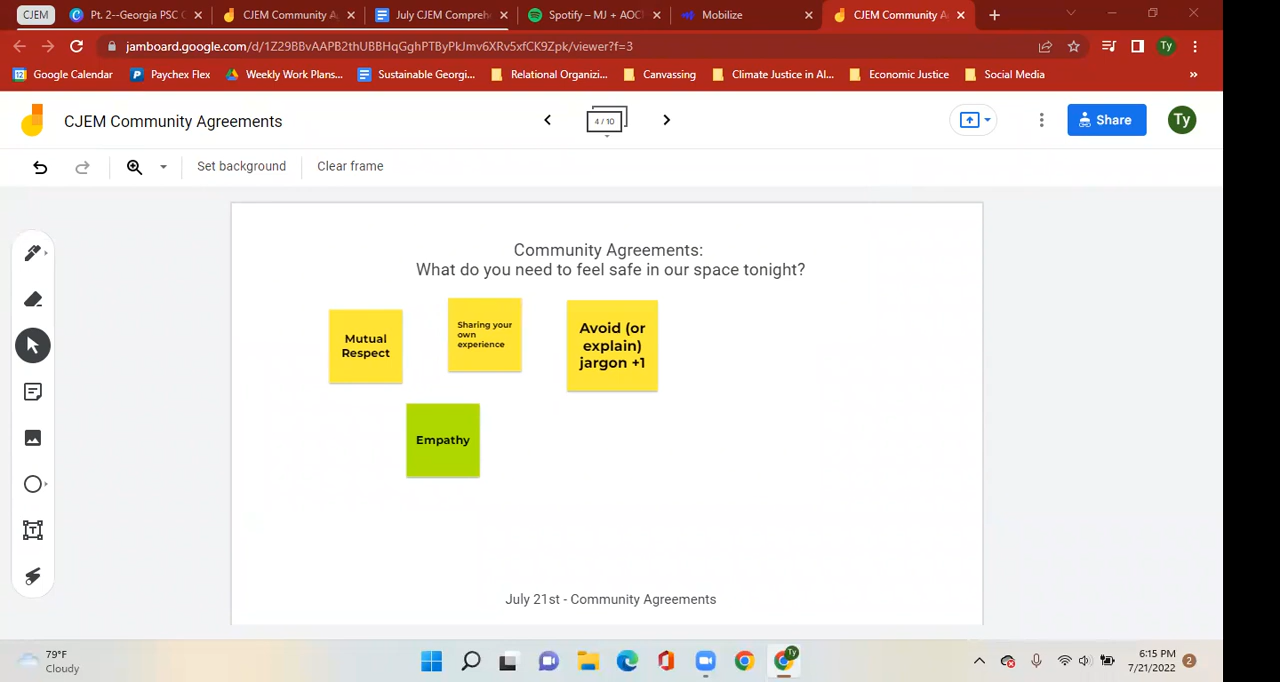 CJEM
Pt. 2--Georgia PSC
CJEM Community A
July CJEM Compreh
Spotify – MJ + AOC
Mobilize
CJEM Community A
jamboard.google.com/d/1Z29BBvAAPB2thUBBHqGghPTByPkJmv6XRv5xfCK9Zpk/viewer?f=3
Ty
Google Calendar
Paychex Flex
Weekly Work Plans...
Sustainable Georgi...
Relational Organizi...
Canvassing
Climate Justice in Al...
Economic Justice
Social Media
»
CJEM Community Agreements
4 / 10
Share
Ty
Set background
Clear frame
Community Agreements:
What do you need to feel safe in our space tonight?
Mutual
Respect
Sharing your
own
experience
Avoid (or
explain)
jargon +1
Empathy
July 21st - Community Agreements
79°F
Cloudy
Ty
6:15 PM
7/21/2022
2